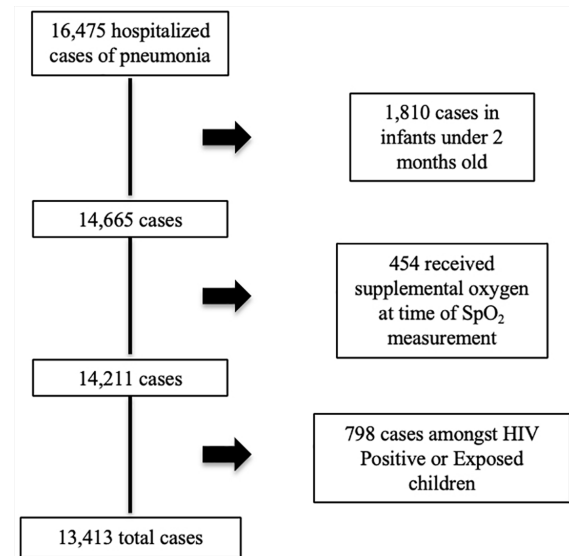 16,475 hospitalized
cases of pneumonia
1,810 cases in
infants under 2
months old
14,665 cases
454 received
supplemental oxygen
at time of SpO₂
measurement
14,211 cases
798 cases amongst HIV
Positive or Exposed
children
13,413 total cases